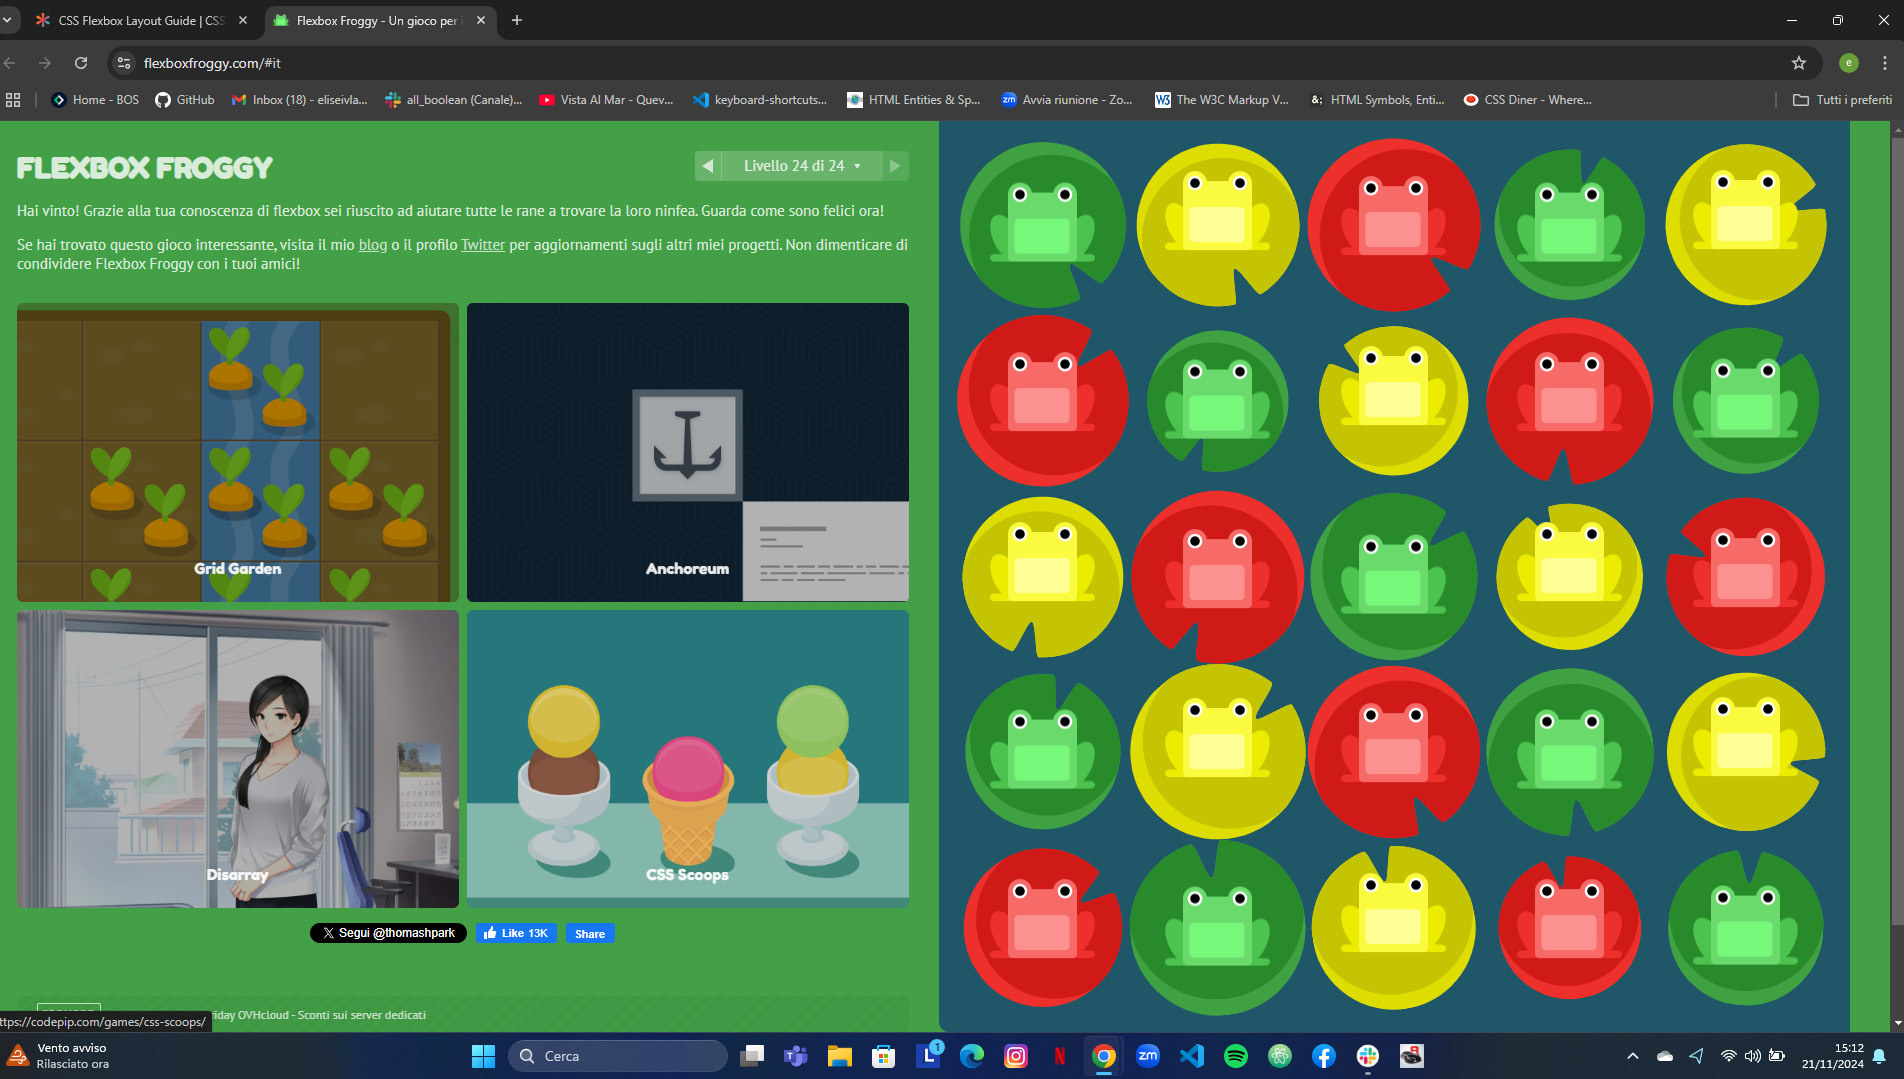 CSS Flexbox Layout Guide | CSS
Flexbox Froggy - Un gioco per i
flexboxfroggy.com/#it
e
Home - BOS
GitHub
Inbox (18) - eliseivla...
all_boolean (Canale)...
Vista Al Mar - Quev...
keyboard-shortcuts...
HTML Entities & Sp...
Avvia riunione - Zo...
The W3C Markup V...
HTML Symbols, Enti...
CSS Diner - Where...
Tutti i preferiti
FLEXBOX FROGGY
Livello 24 di 24
Hai vinto! Grazie alla tua conoscenza di flexbox sei riuscito ad aiutare tutte le rane a trovare la loro ninfea. Guarda come sono felici ora!
Se hai trovato questo gioco interessante, visita il mio blog o il profilo Twitter per aggiornamenti sugli altri miei progetti. Non dimenticare di
condividere Flexbox Froggy con i tuoi amici!
Grid Garden
Anchoreum
Disarray
CSS Scoops
Segui @thomashpark
Like 13K
Share
riday OVHcloud - Sconti sui server dedicati
ttps://codepip.com/games/css-scoops/
Vento avviso
Rilasciato ora
Cerca
1
15:12
21/11/2024